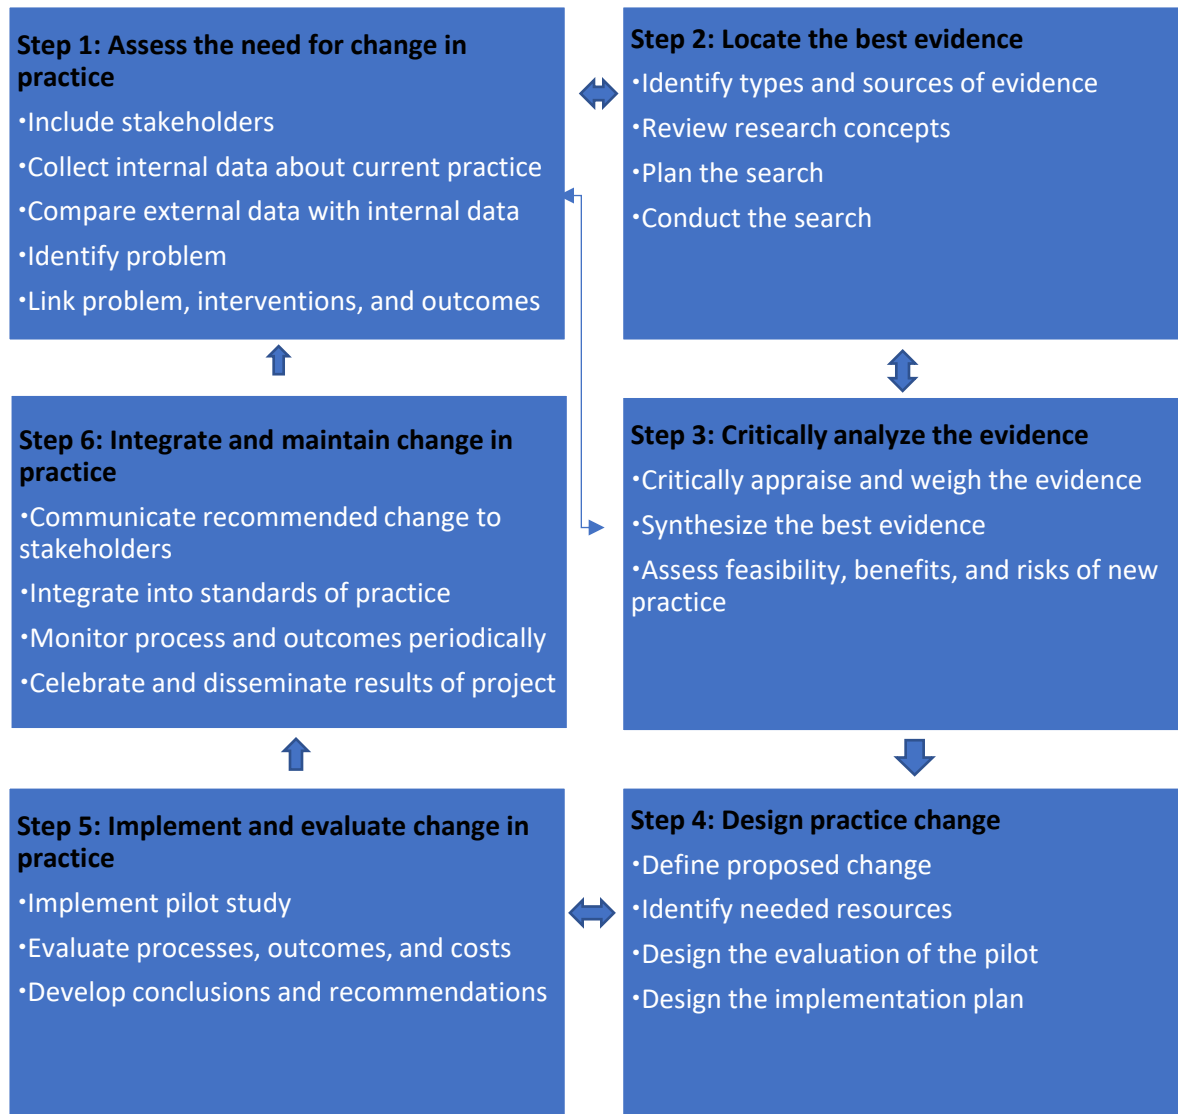 Step 1: Assess the need for change in
practice
•Include stakeholders
•Collect internal data about current practice
•Compare external data with internal data
•Identify problem
•Link problem, interventions, and outcomes
Step 2: Locate the best evidence
•Identify types and sources of evidence
•Review research concepts
•Plan the search
•Conduct the search
Step 3: Critically analyze the evidence
•Critically appraise and weigh the evidence
•Synthesize the best evidence
•Assess feasibility, benefits, and risks of new
practice
Step 4: Design practice change
•Define proposed change
•Identify needed resources
•Design the evaluation of the pilot
•Design the implementation plan
Step 5: Implement and evaluate change in
practice
•Implement pilot study
•Evaluate processes, outcomes, and costs
•Develop conclusions and recommendations
Step 6: Integrate and maintain change in
practice
•Communicate recommended change to
stakeholders
•Integrate into standards of practice
•Monitor process and outcomes periodically
•Celebrate and disseminate results of project